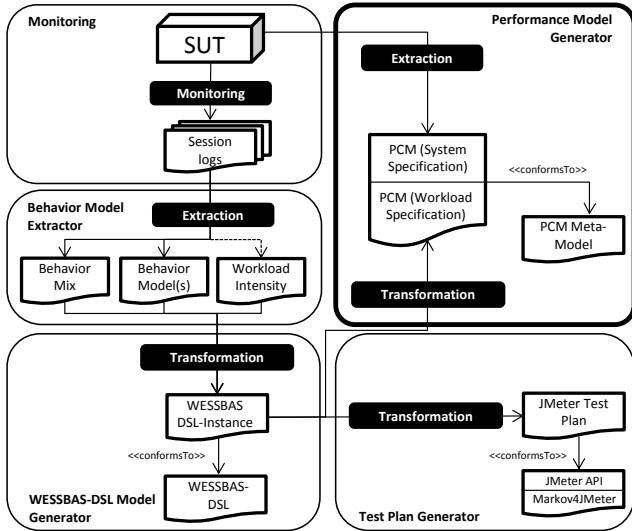 Monitoring
SUT
Monitoring
Session
logs
Performance Model
Generator
Extraction
PCM (System
Specification)
PCM (Workload
Specification)
<<conformsTo>>
PCM Meta-
Model
Transformation
Behavior Model
Extractor
Extraction
Behavior
Mix
Behavior
Model(s)
Workload
Intensity
Transformation
WESSBAS
DSL-Instance
<<conformsTo>>
WESSBAS-
DSL
WESSBAS-DSL Model
Generator
Transformation
JMeter Test
Plan
<<conformsTo>>
JMeter API
Markov4JMeter
Test Plan Generator